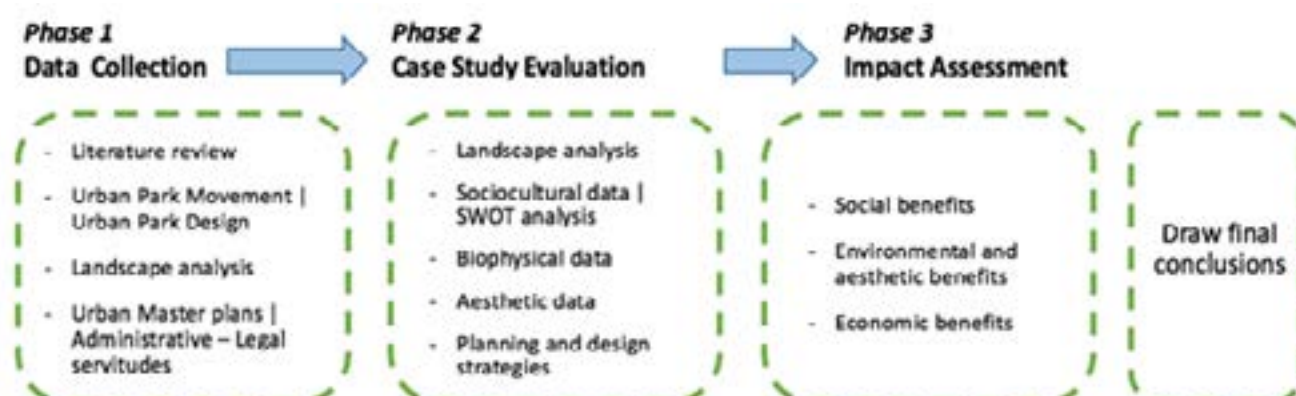 Phase 1
Data Collection
Phase 2
Case Study Evaluation
Phase 3
Impact Assessment
- Literature review
- Urban Park Movement |
Urban Park Design
- Landscape analysis
- Urban Master plans |
Administrative – Legal
servitudes
- Landscape analysis
- Sociocultural data |
SWOT analysis
- Biophysical data
- Aesthetic data
- Planning and design
strategies
- Social benefits
- Environmental and
aesthetic benefits
- Economic benefits
Draw final
conclusions